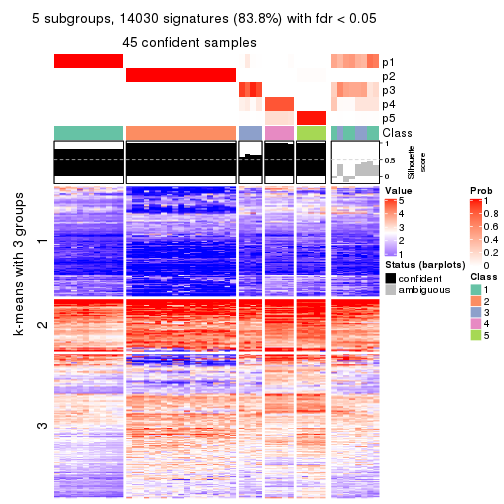 5 subgroups, 14030 signatures (83.8%) with fdr < 0.05
45 confident samples
p1
p2
p3
p4
p5
Class
1
0.5
0
Silhouette
score
k-means with 3 groups
1
2
3
Value
5
4
3
2
1
Status (barplots)
confident
ambiguous
Prob
1
0.8
0.6
0.4
0.2
0
Class
1
2
3
4
5